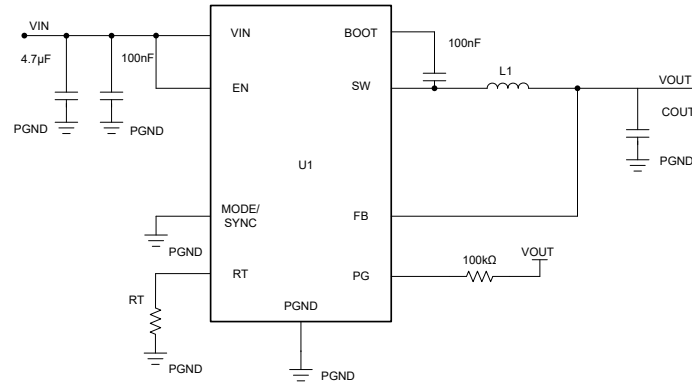 VIN
4.7µF
100nF
PGND
PGND
VIN
EN
MODE/
SYNC
RT
BOOT
SW
U1
FB
PG
PGND
100nF
L1
VOUT
COUT
PGND
PGND
RT
PGND
100kΩ
VOUT
PGND